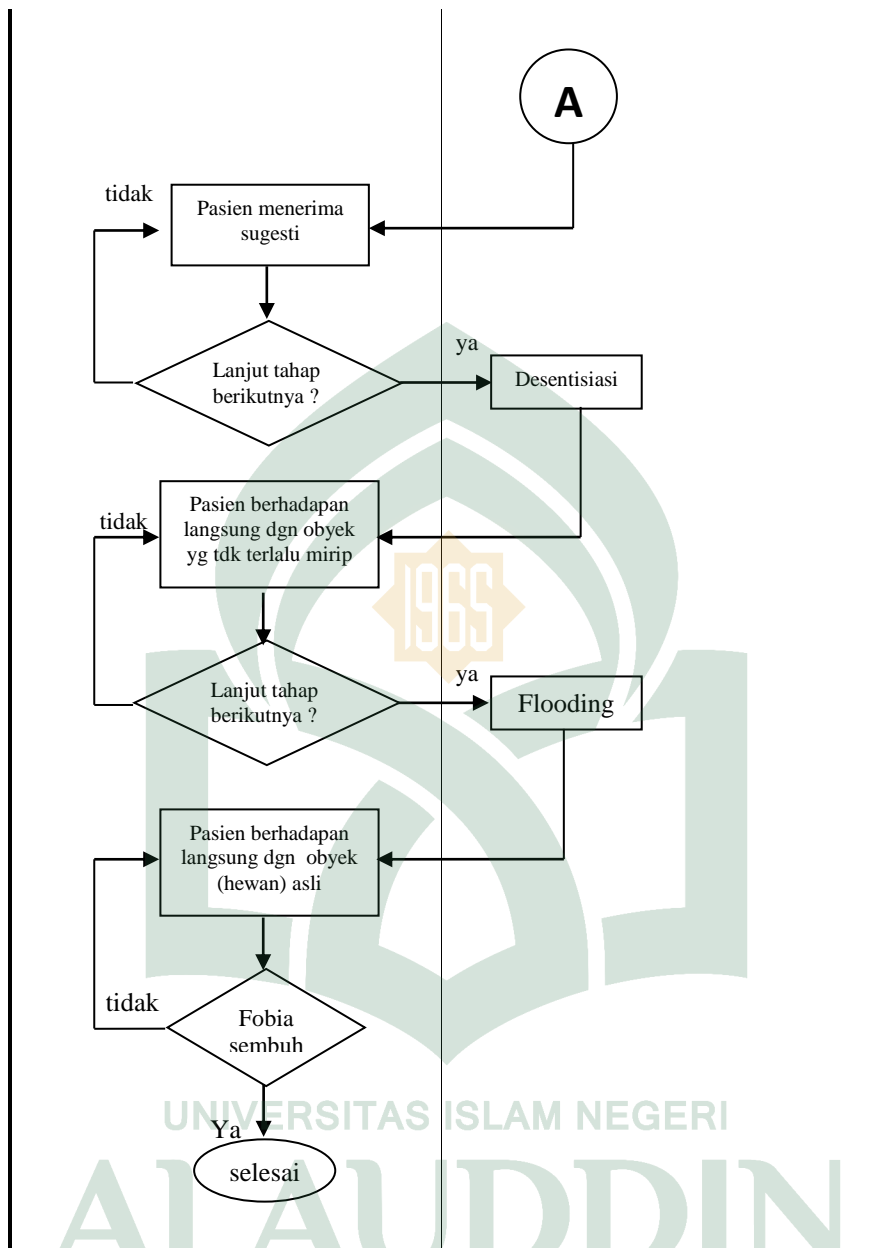 A
tidak
Pasien menerima
sugesti
ya
Lanjut tahap
berikutnya ?
Desentisiasi
Pasien berhadapan
langsung dgn obyek
yg tdk terlalu mirip
tidak
1965
ya
Lanjut tahap
berikutnya ?
Flooding
Pasien berhadapan
langsung dgn obyek
(hewan) asli
tidak
Fobia
sembuh
UNIVERSITAS ISLAM NEGERI
Ya
selesai
ALAUDDIN